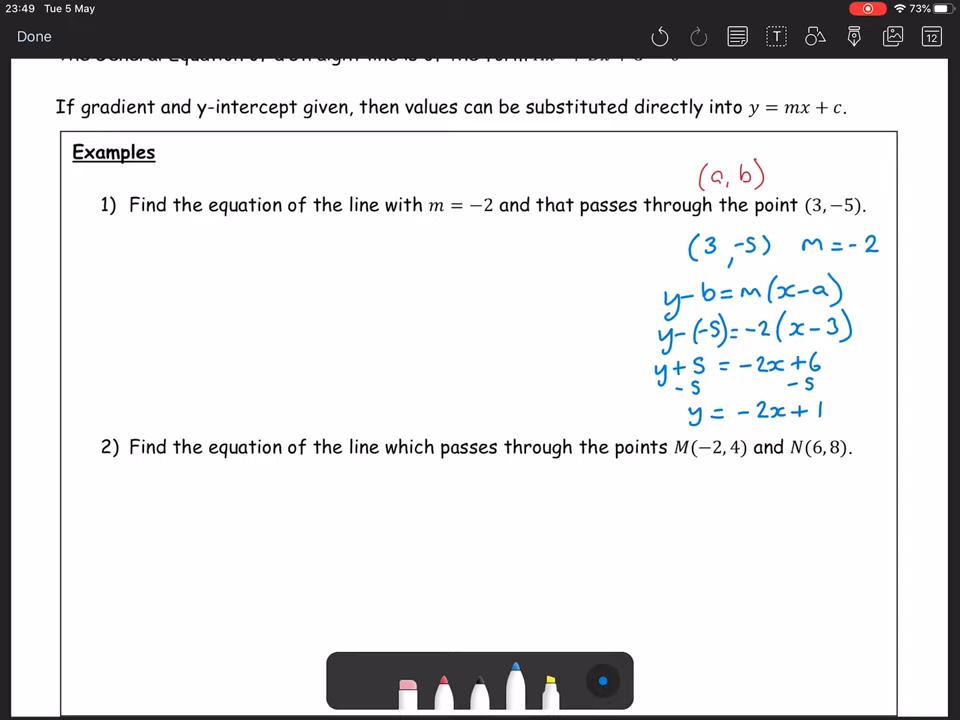 23:49 Tue 5 May
73%
Done
T
12
If gradient and y-intercept given, then values can be substituted directly into y = mx + c.
Examples
(a, b)
1) Find the equation of the line with m = −2 and that passes through the point (3, −5).
(3, -5) m = - 2
y - b = m(x - a)
y - (-5) = -2(x - 3)
y + 5 = - 2x + 6
- 5 - 5
y = - 2x + 1
2) Find the equation of the line which passes through the points M(−2, 4) and N(6, 8).